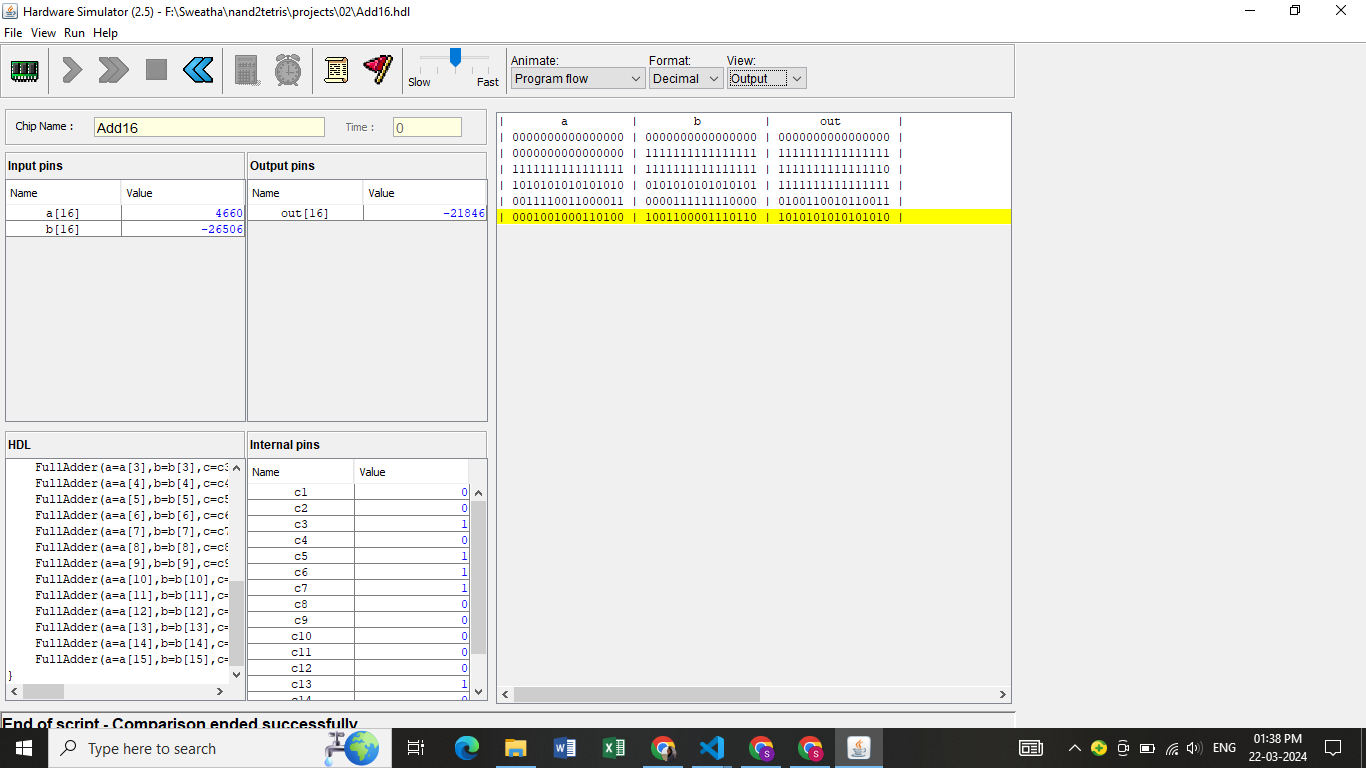 Hardware Simulator (2.5) - F:\Sweatha\nand2tetris\projects\02\Add16.hdl
File View Run Help
Animate: Format: View:
Slow Fast Program flow Decimal Output
Chip Name : Add16 Time : 0
Input pins
Name Value
a[16] 4660
b[16] -26506
Output pins
Name Value
out[16] -21846
| a | b | out |
| 0000000000000000 | 0000000000000000 | 0000000000000000 |
| 0000000000000000 | 1111111111111111 | 1111111111111111 |
| 1111111111111111 | 1111111111111111 | 1111111111111110 |
| 1010101010101010 | 0101010101010101 | 1111111111111111 |
| 0011110011000011 | 0000111111110000 | 0100110010110011 |
| 0001001000110100 | 1001100001110110 | 1010101010101010 |
HDL
FullAdder(a=a[3],b=b[3],c=c3
FullAdder(a=a[4],b=b[4],c=c4
FullAdder(a=a[5],b=b[5],c=c5
FullAdder(a=a[6],b=b[6],c=c6
FullAdder(a=a[7],b=b[7],c=c7
FullAdder(a=a[8],b=b[8],c=c8
FullAdder(a=a[9],b=b[9],c=c9
FullAdder(a=a[10],b=b[10],c=
FullAdder(a=a[11],b=b[11],c=
FullAdder(a=a[12],b=b[12],c=
FullAdder(a=a[13],b=b[13],c=
FullAdder(a=a[14],b=b[14],c=
FullAdder(a=a[15],b=b[15],c=
}
Internal pins
Name Value
c1 0
c2 0
c3 1
c4 0
c5 1
c6 1
c7 1
c8 0
c9 0
c10 0
c11 0
c12 0
c13 1
c14 0
End of script - Comparison ended successfully
Type here to search
ENG
01:38 PM
22-03-2024